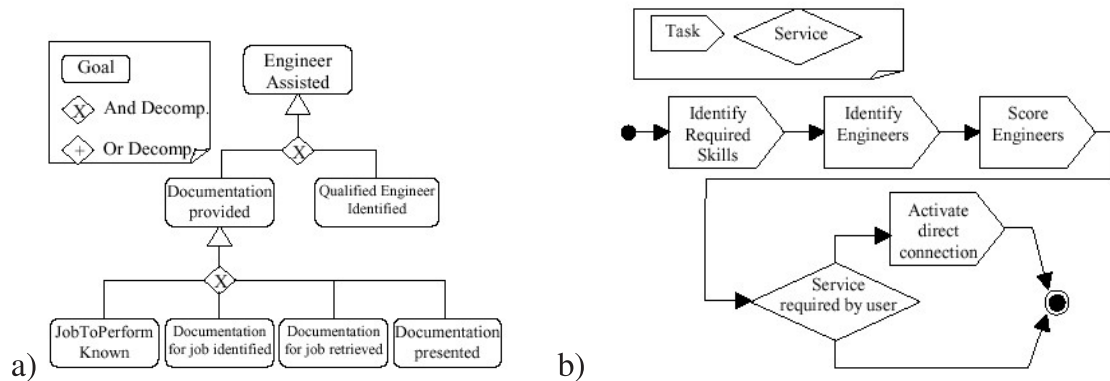 Goal
X
And Decomp.
+
Or Decomp.
Engineer
Assisted
X
Documentation
provided
Qualified Engineer
Identified
X
JobToPerform
Known
Documentation
for job identified
Documentation
for job retrieved
Documentation
presented
a)
Task
Service
Identify
Required
Skills
Identify
Engineers
Score
Engineers
Activate
direct
connection
Service
required by user
b)